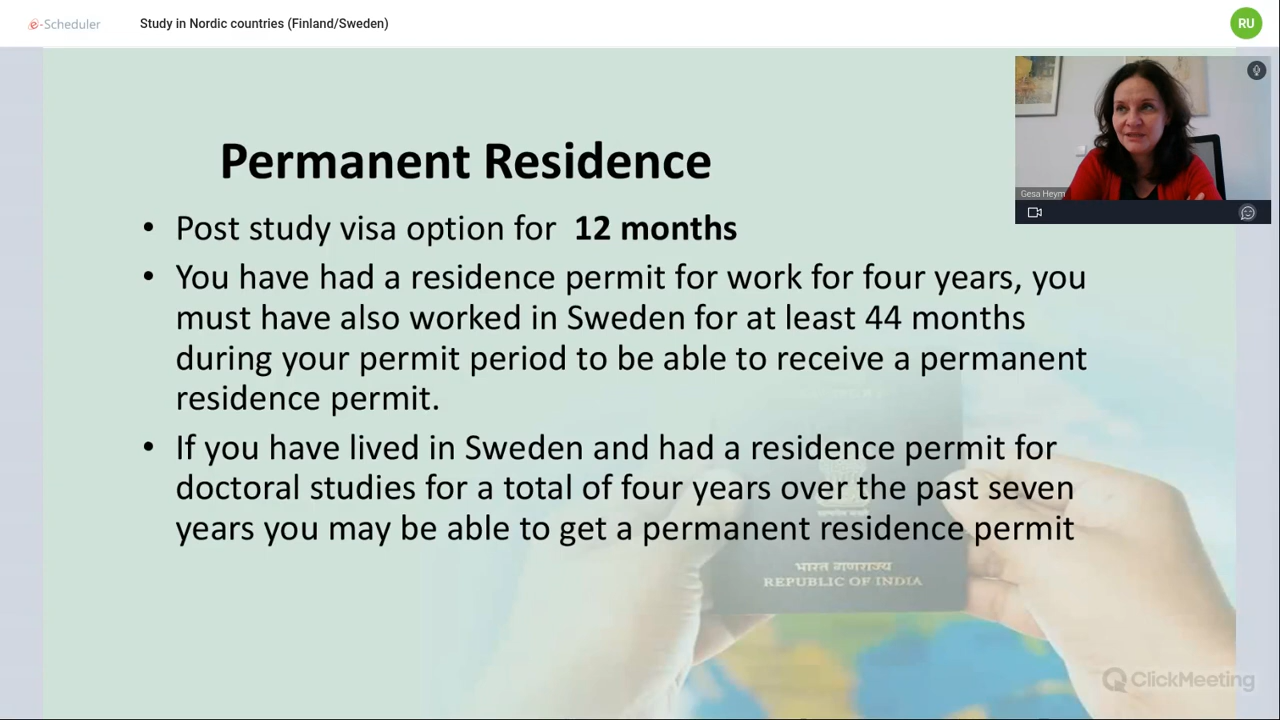 e-Scheduler
Study in Nordic countries (Finland/Sweden)
RU
Gesa Heym
Permanent Residence
• Post study visa option for 12 months
• You have had a residence permit for work for four years, you
must have also worked in Sweden for at least 44 months
during your permit period to be able to receive a permanent
residence permit.
• If you have lived in Sweden and had a residence permit for
doctoral studies for a total of four years over the past seven
years you may be able to get a permanent residence permit
भारत गणराज्य
REPUBLIC OF INDIA
ClickMeeting